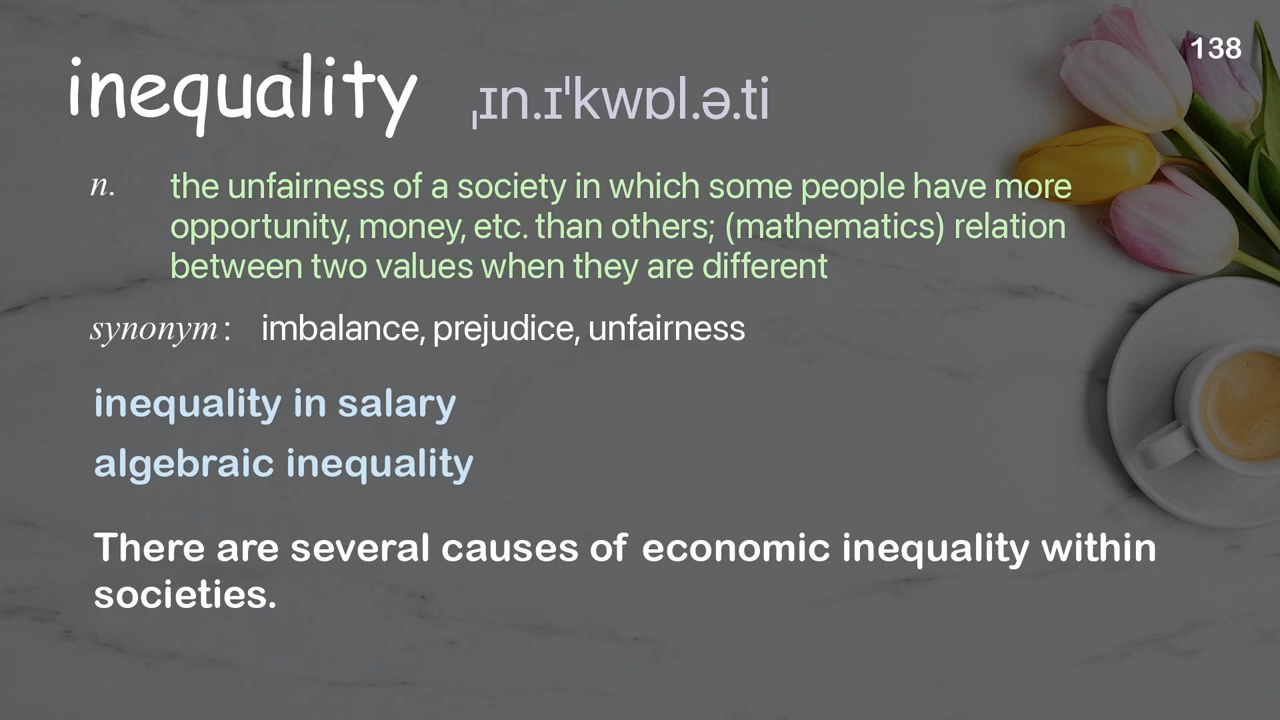 138
inequality ˌɪn.ɪˈkwɒl.ə.ti
n. the unfairness of a society in which some people have more
opportunity, money, etc. than others; (mathematics) relation
between two values when they are different
synonym: imbalance, prejudice, unfairness
inequality in salary
algebraic inequality
There are several causes of economic inequality within
societies.